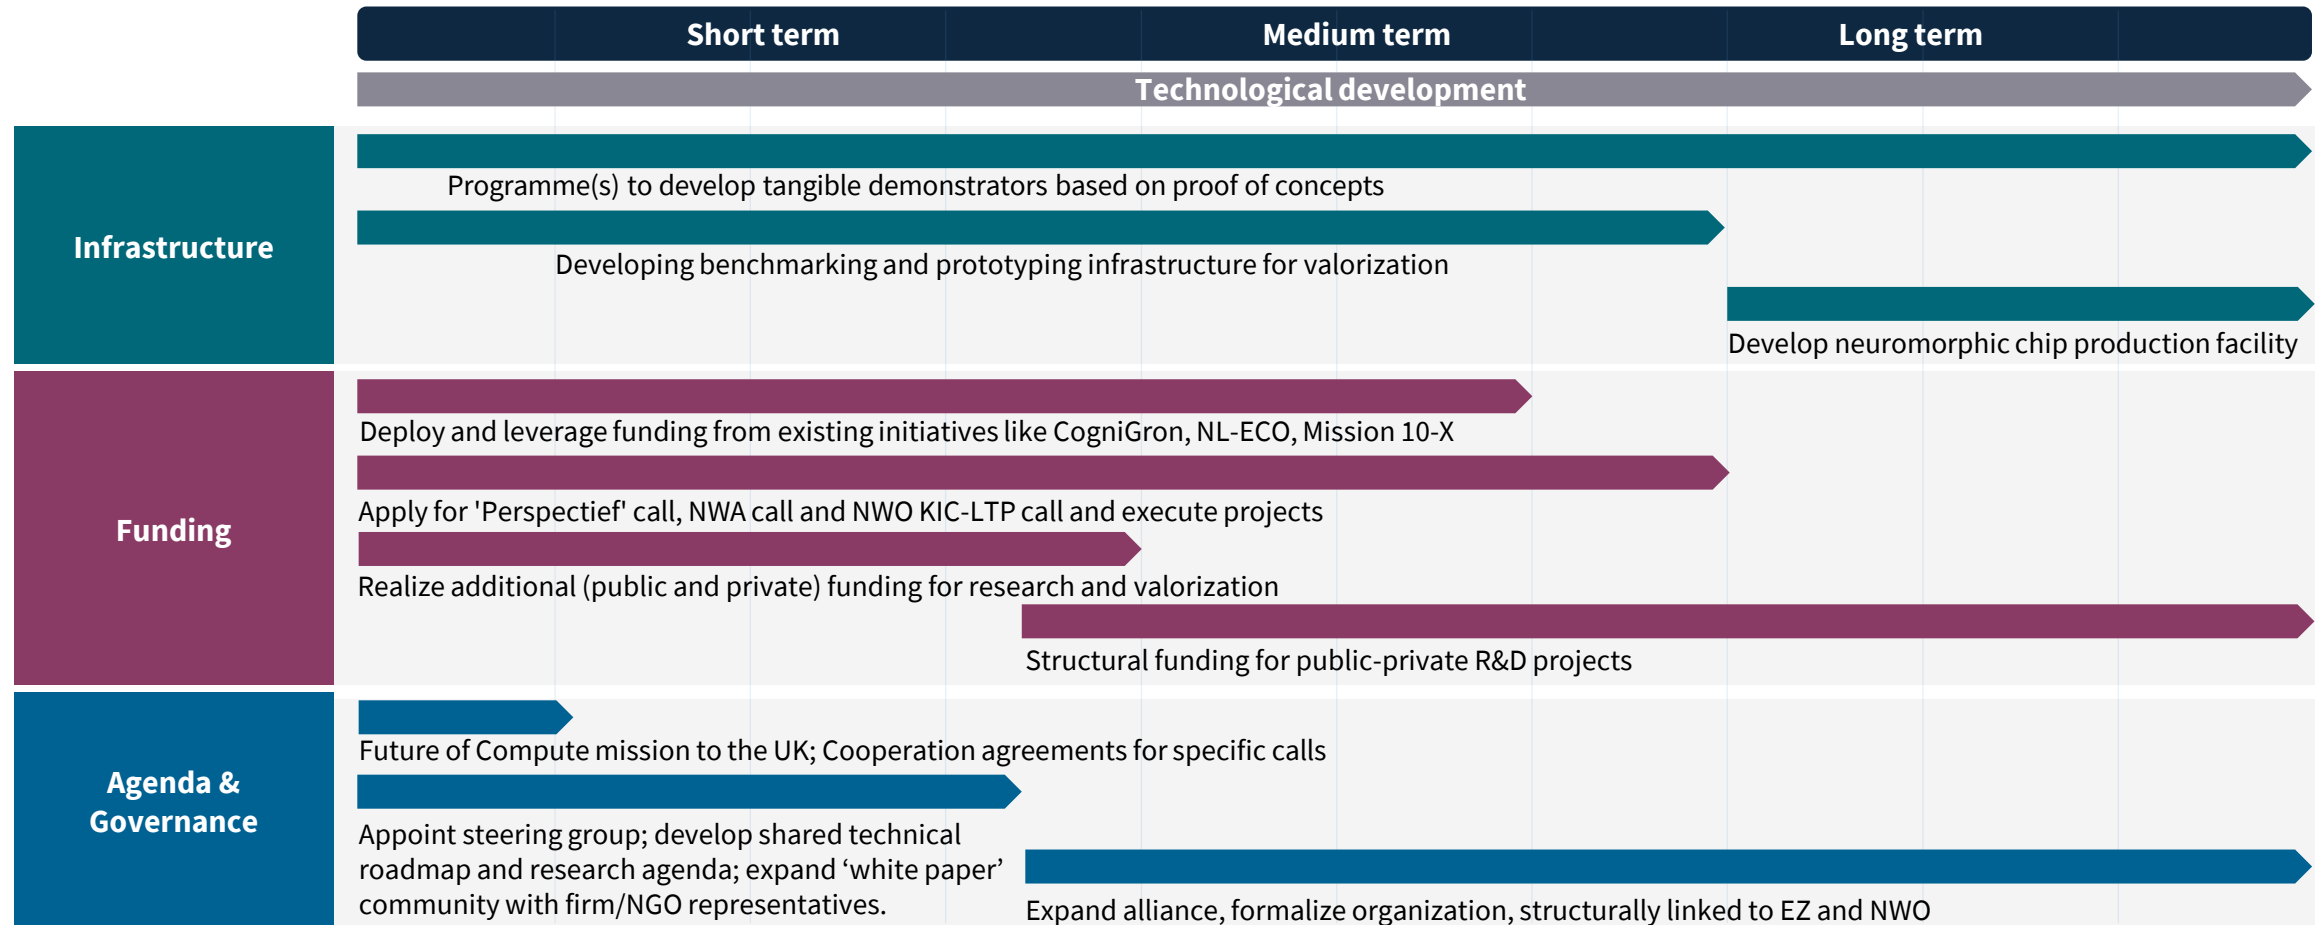 Short term
Medium term
Long term
Technological development
Infrastructure
Programme(s) to develop tangible demonstrators based on proof of concepts
Developing benchmarking and prototyping infrastructure for valorization
Develop neuromorphic chip production facility
Funding
Deploy and leverage funding from existing initiatives like CogniGron, NL-ECO, Mission 10-X
Apply for 'Perspectief' call, NWA call and NWO KIC-LTP call and execute projects
Realize additional (public and private) funding for research and valorization
Structural funding for public-private R&D projects
Agenda &
Governance
Future of Compute mission to the UK; Cooperation agreements for specific calls
Appoint steering group; develop shared technical
roadmap and research agenda; expand ‘white paper’
community with firm/NGO representatives.
Expand alliance, formalize organization, structurally linked to EZ and NWO